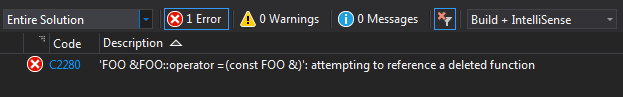 Entire Solution 1 Error 0 Warnings 0 Messages Build + IntelliSense
Code Description
C2280 'FOO &FOO::operator =(const FOO &)': attempting to reference a deleted function